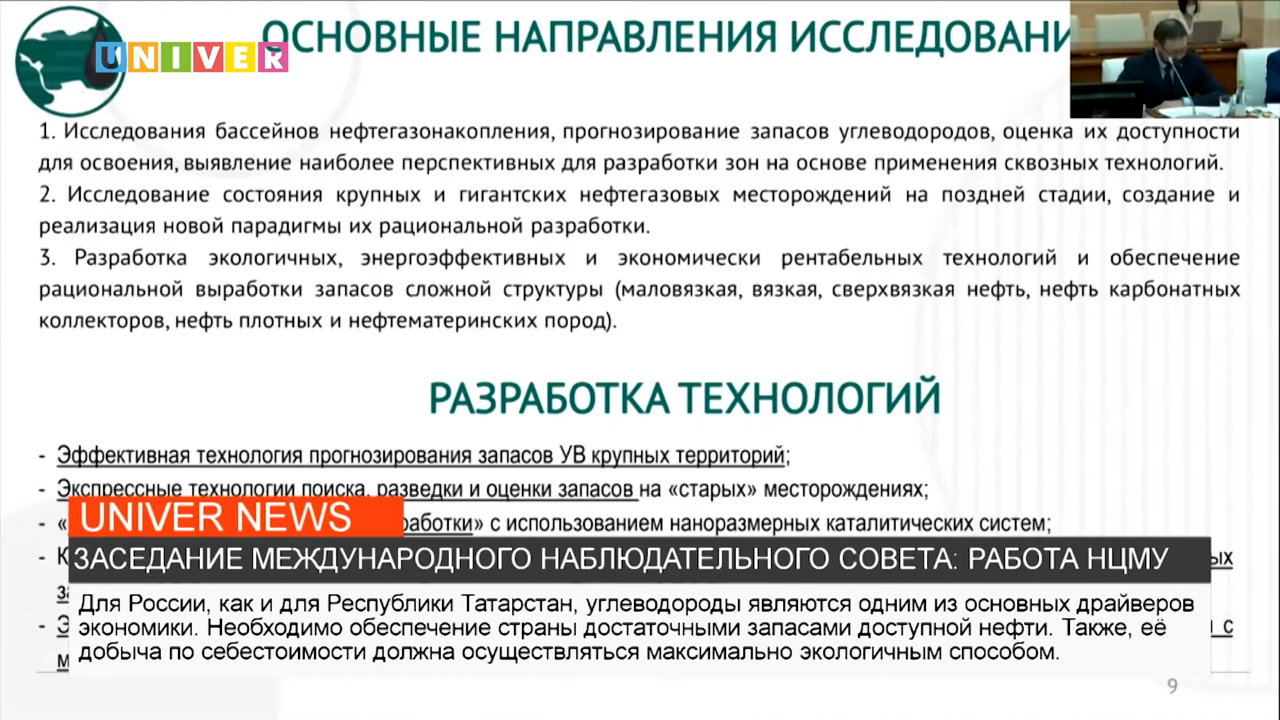 UNIVER
ОСНОВНЫЕ НАПРАВЛЕНИЯ ИССЛЕДОВАНИ
1. Исследования бассейнов нефтегазонакопления, прогнозирование запасов углеводородов, оценка их доступности
для освоения, выявление наиболее перспективных для разработки зон на основе применения сквозных технологий.
2. Исследование состояния крупных и гигантских нефтегазовых месторождений на поздней стадии, создание и
реализация новой парадигмы их рациональной разработки.
3. Разработка экологичных, энергоэффективных и экономически рентабельных технологий и обеспечение
рациональной выработки запасов сложной структуры (маловязкая, вязкая, сверхвязкая нефть, нефть карбонатных
коллекторов, нефть плотных и нефтематеринских пород).
РАЗРАБОТКА ТЕХНОЛОГИЙ
- Эффективная технология прогнозирования запасов УВ крупных территорий;
- Экспрессные технологии поиска, разведки и оценки запасов на «старых» месторождениях;
- « работки» с использованием наноразмерных каталитических систем;
UNIVER NEWS
ЗАСЕДАНИЕ МЕЖДУНАРОДНОГО НАБЛЮДАТЕЛЬНОГО СОВЕТА: РАБОТА НЦМУ
Для России, как и для Республики Татарстан, углеводороды являются одним из основных драйверов
экономики. Необходимо обеспечение страны достаточными запасами доступной нефти. Также, её
добыча по себестоимости должна осуществляться максимально экологичным способом.
9